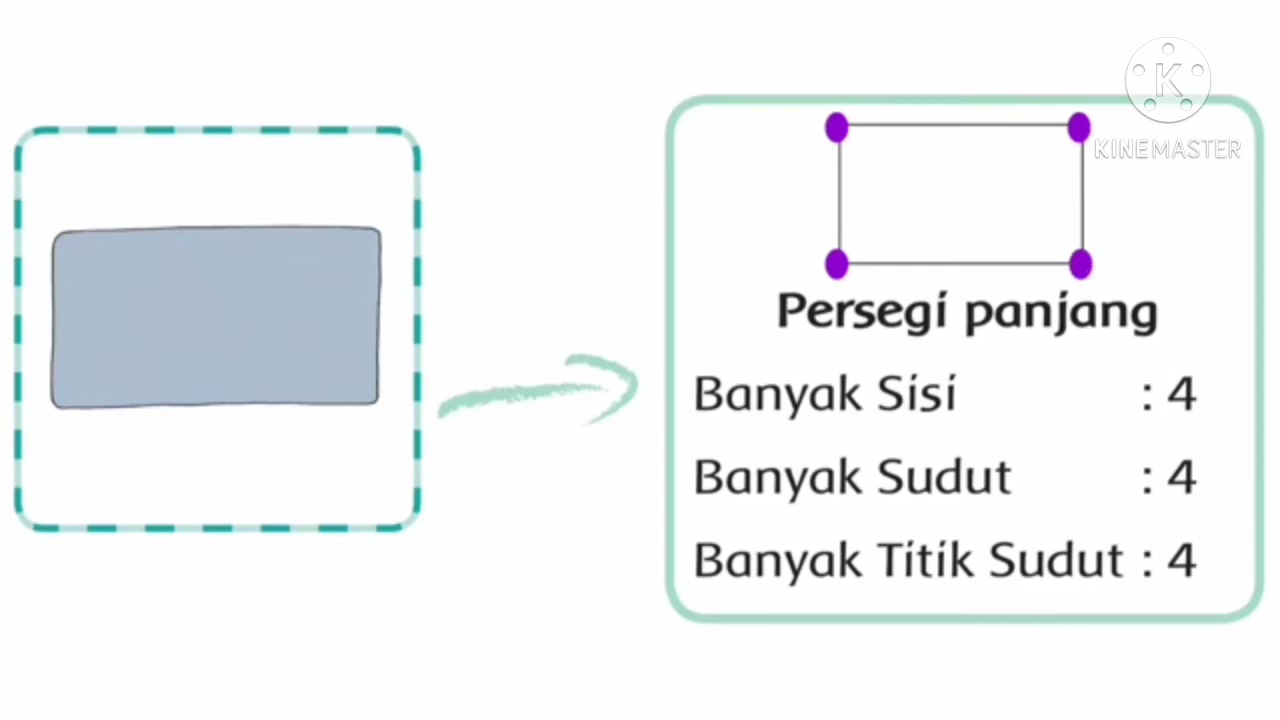 K
KINEMASTER
Persegi panjang
Banyak Sisi : 4
Banyak Sudut : 4
Banyak Titik Sudut : 4